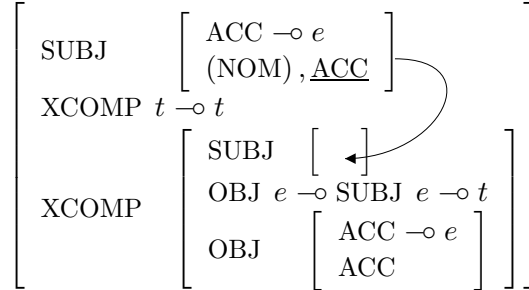 SUBJ [ ACC ⊸ e
(NOM), ACC ]
XCOMP t ⊸ t
XCOMP [ SUBJ [ ]
OBJ e ⊸ SUBJ e ⊸ t
OBJ [ ACC ⊸ e
ACC ] ]